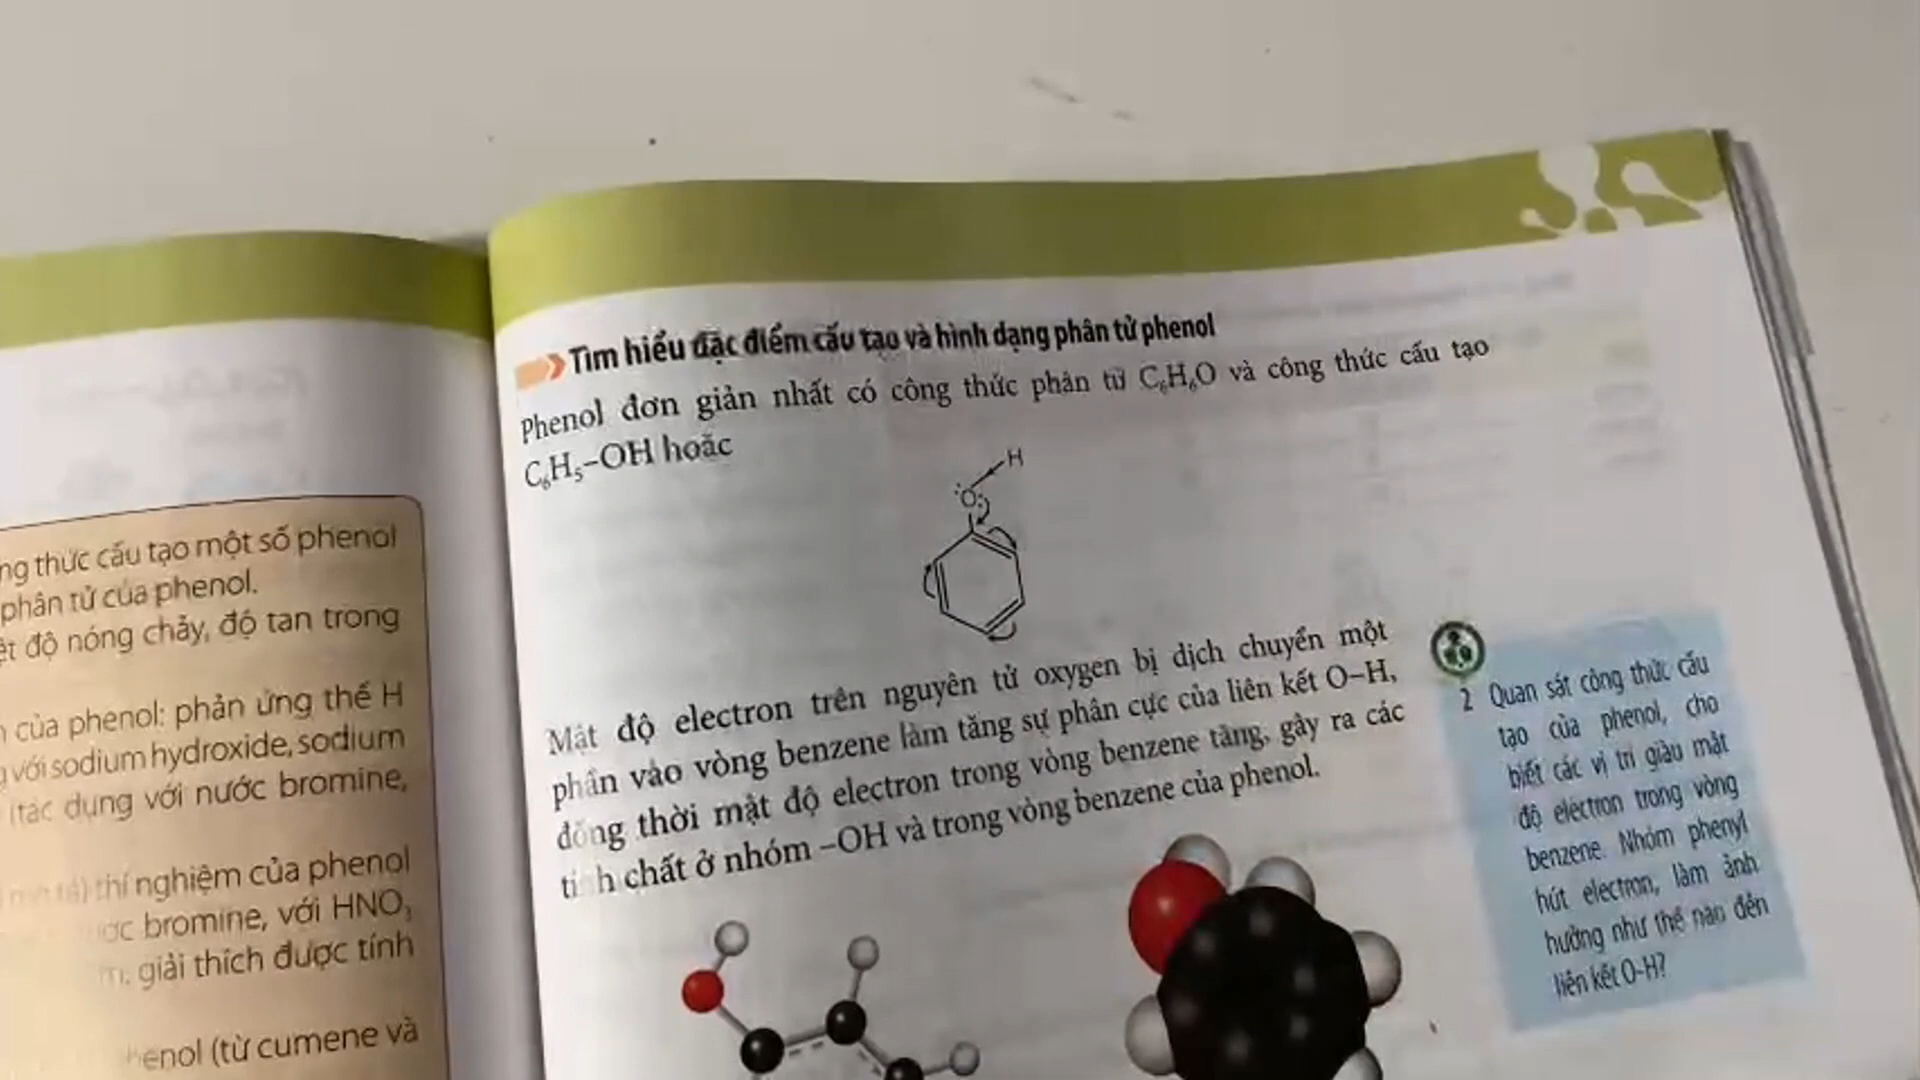 ng thức cấu tạo một số phenol
phân tử của phenol.
ệt độ nóng chảy, độ tan trong
của phenol: phản ứng thế H
g với sodium hydroxide, sodium
(tác dụng với nước bromine,
thí nghiệm của phenol
bromine, với HNO₃
giải thích được tính
henol (từ cumene và
Tìm hiểu đặc điểm cấu tạo và hình dạng phân tử phenol
Phenol đơn giản nhất có công thức phân tử C₆H₆O và công thức cấu tạo
C₆H₅–OH hoặc
H
O
Mật độ electron trên nguyên tử oxygen bị dịch chuyển một
phần vào vòng benzene làm tăng sự phân cực của liên kết O–H,
đồng thời mật độ electron trong vòng benzene tăng, gây ra các
tính chất ở nhóm –OH và trong vòng benzene của phenol.
2 Quan sát công thức cấu
tạo của phenol, cho
biết các vị trí giàu mật
độ electron trong vòng
benzene. Nhóm phenyl
hút electron, làm ảnh
hưởng như thế nào đến
liên kết O-H?